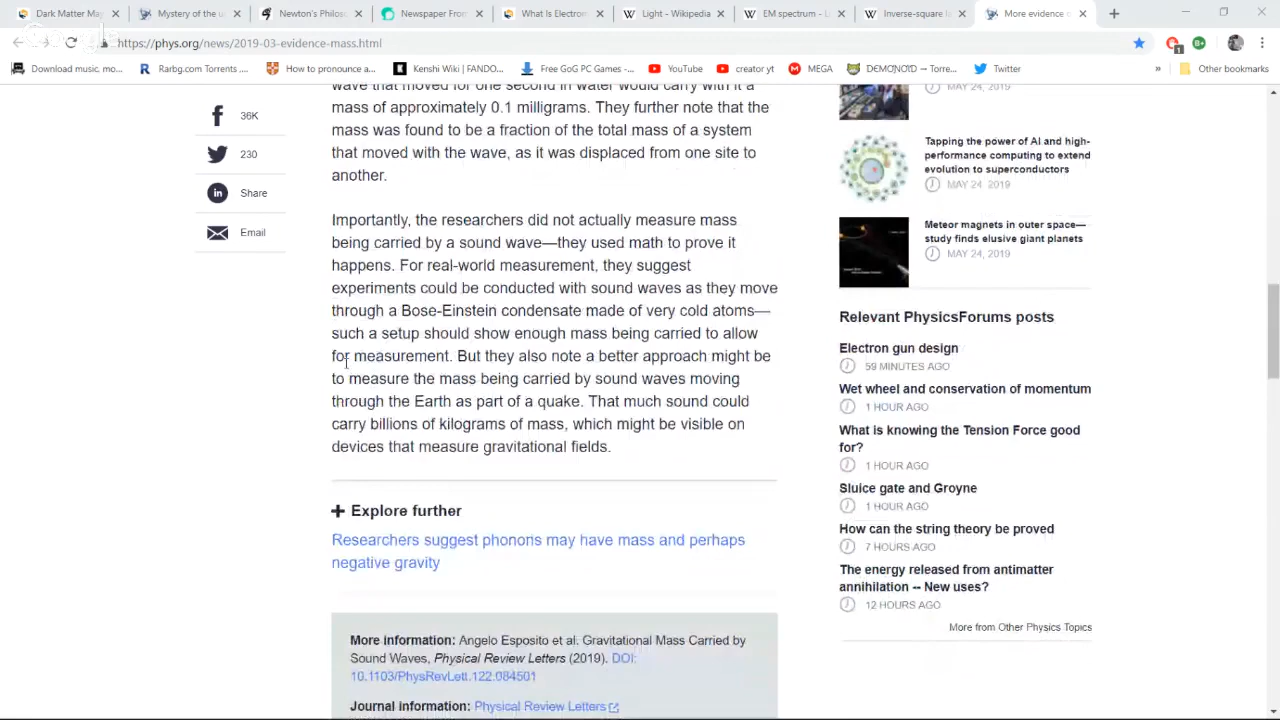 Dark Matter Ma
Mystery of the u
Newton's Philos
Newspaper Fron
What Is Electron
Light - Wikipedia
EM spectrum - L
Inverse-square la
More evidence o
https://phys.org/news/2019-03-evidence-mass.html
Download music, mo...
Rarbg.com Torrents ,...
How to pronounce a...
Kenshi Wiki | FANDO...
Free GoG PC Games -...
YouTube
creator yt
MEGA
Twitter
»
Other bookmarks
36K
230
Share
Email
wave that moved for one second in water would carry with it a
mass of approximately 0.1 milligrams. They further note that the
mass was found to be a fraction of the total mass of a system
that moved with the wave, as it was displaced from one site to
another.
Importantly, the researchers did not actually measure mass
carried by a sound wave—they used math to prove it
happens. For real-world measurement, they suggest
experiments could be conducted with sound waves as they move
through a Bose-Einstein condensate made of very cold atoms—
such a setup should show enough mass being carried to allow
for measurement. But they also note a better approach might be
to measure the mass being carried by sound waves moving
through the Earth as part of a quake. That much sound could
carry billions of kilograms of mass, which might be visible on
devices that measure gravitational fields.
Explore further
Researchers suggest phonons may have mass and perhaps
negative gravity
More information: Angelo Esposito et al. Gravitational Mass Carried by
Sound Waves, Physical Review Letters (2019). DOI:
10.1103/PhysRevLett.122.084501
Journal information: Physical Review Letters
MAY 24, 2019
Tapping the power of AI and high-
performance computing to extend
evolution to superconductors
MAY 24, 2019
Meteor magnets in outer space—
study finds elusive giant planets
MAY 24, 2019
Relevant PhysicsForums posts
Electron gun design
59 MINUTES AGO
Wet wheel and conservation of momentum
1 HOUR AGO
What is knowing the Tension Force good
for?
1 HOUR AGO
Sluice gate and Groyne
1 HOUR AGO
How can the string theory be proved
7 HOURS AGO
The energy released from antimatter
annihilation -- New uses?
12 HOURS AGO
More from Other Physics Topics